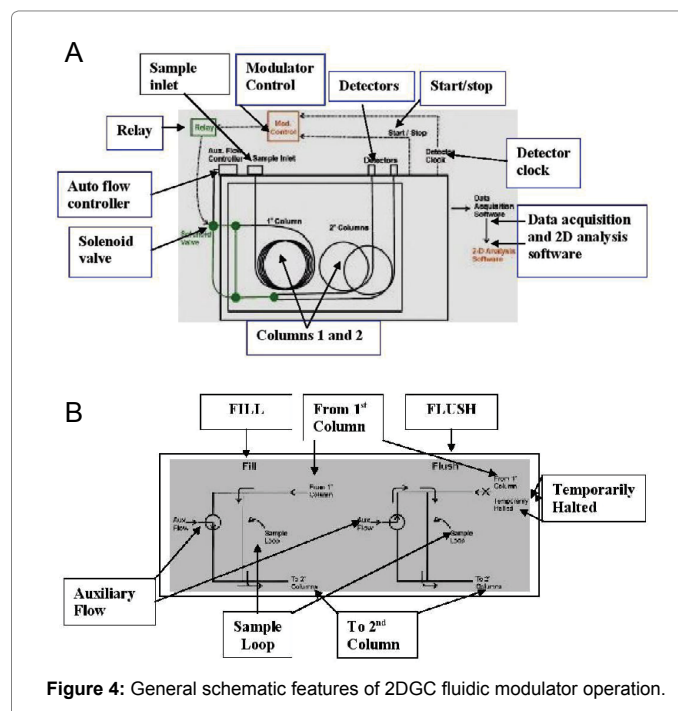 A
Sample
inlet
Modulator
Control
Detectors
Start/stop
Relay
Relay
Mod.
Control
Start / Stop
Detector
Clock
Detector
clock
Aux. Flow
Controller
Sample Inlet
Detectors
Auto flow
controller
Data
Acquisition
Software
Data acquisition
and 2D analysis
software
1° Column
2° Columns
Solenoid
Valve
Solenoid
valve
2-D Analysis
Software
Columns 1 and 2
B
FILL
From 1st
Column
FLUSH
Fill
Flush
From 1°
Column
From 1°
Column
Temporarily
Halted
Temporarily
Halted
Aux.
Flow
Sample
Loop
Aux.
Flow
Sample
Loop
To 2°
Columns
To 2°
Columns
Auxiliary
Flow
Sample
Loop
To 2nd
Column
Figure 4: General schematic features of 2DGC fluidic modulator operation.